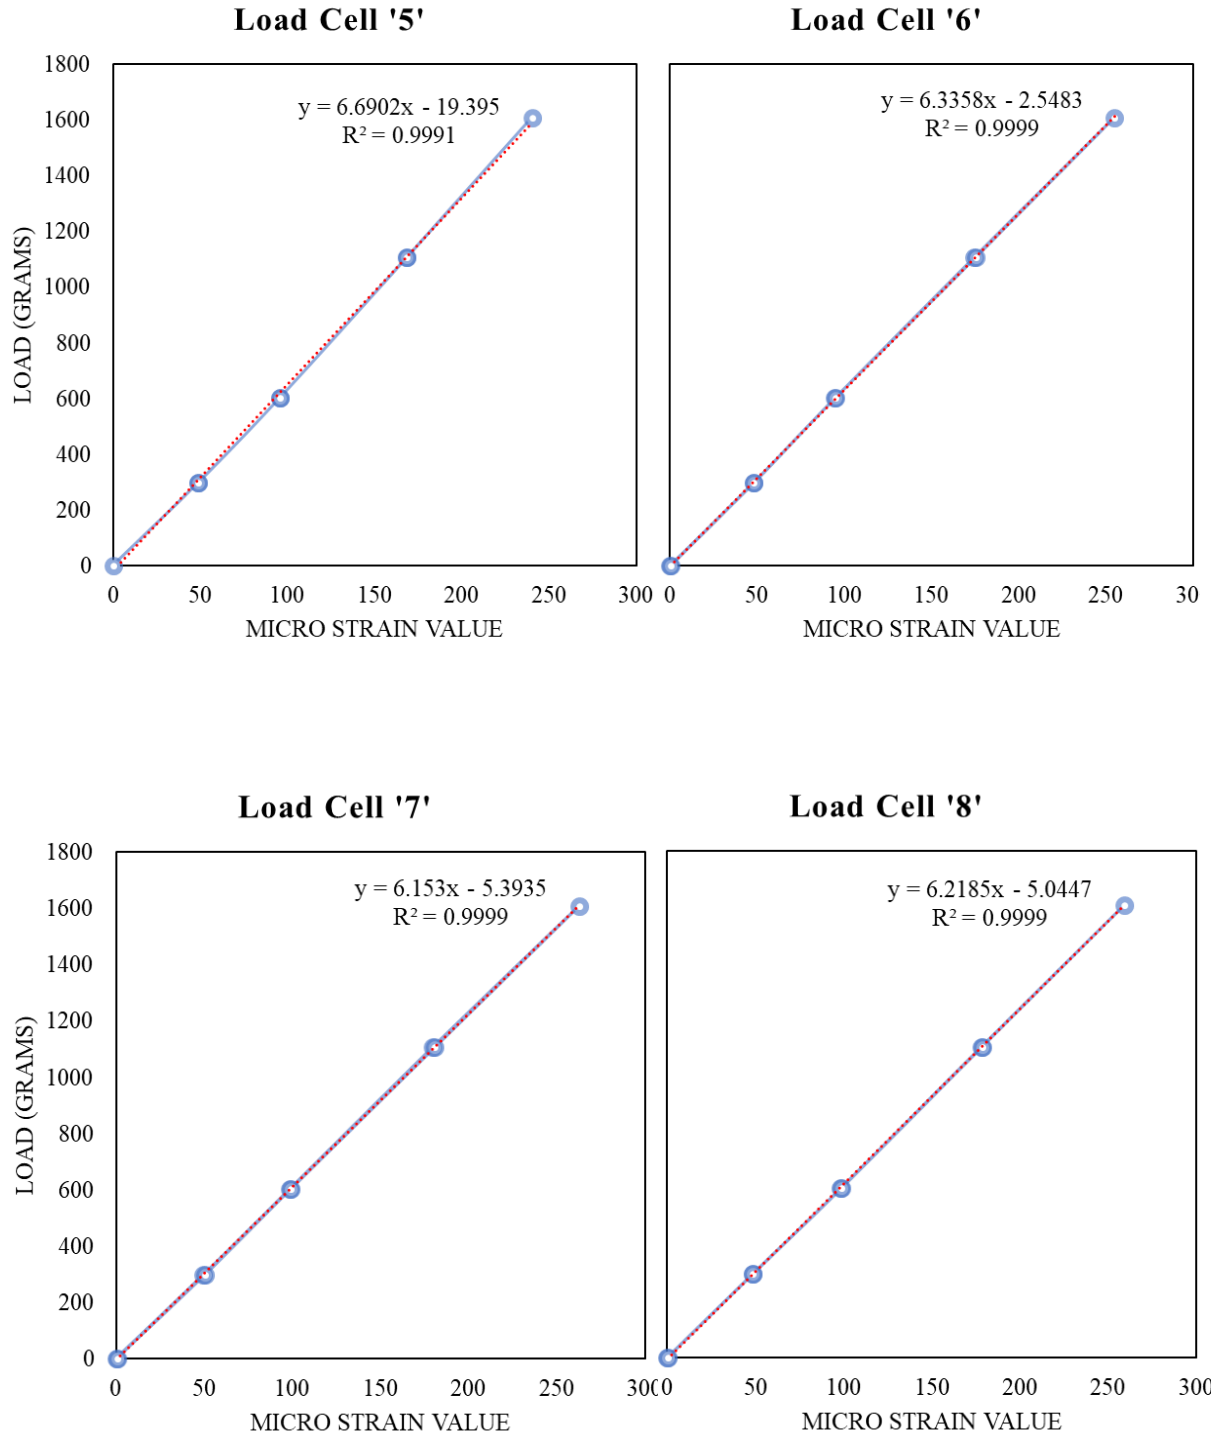 Load Cell '5'
Load Cell '6'
1800
1600
1400
1200
1000
800
600
400
200
0
LOAD (GRAMS)
y = 6.6902x - 19.395
R² = 0.9991
y = 6.3358x - 2.5483
R² = 0.9999
0 50 100 150 200 250 300
0 50 100 150 200 250 30
MICRO STRAIN VALUE
MICRO STRAIN VALUE
Load Cell '7'
Load Cell '8'
1800
1600
1400
1200
1000
800
600
400
200
0
LOAD (GRAMS)
y = 6.153x - 5.3935
R² = 0.9999
y = 6.2185x - 5.0447
R² = 0.9999
0 50 100 150 200 250 300
0 50 100 150 200 250 300
MICRO STRAIN VALUE
MICRO STRAIN VALUE